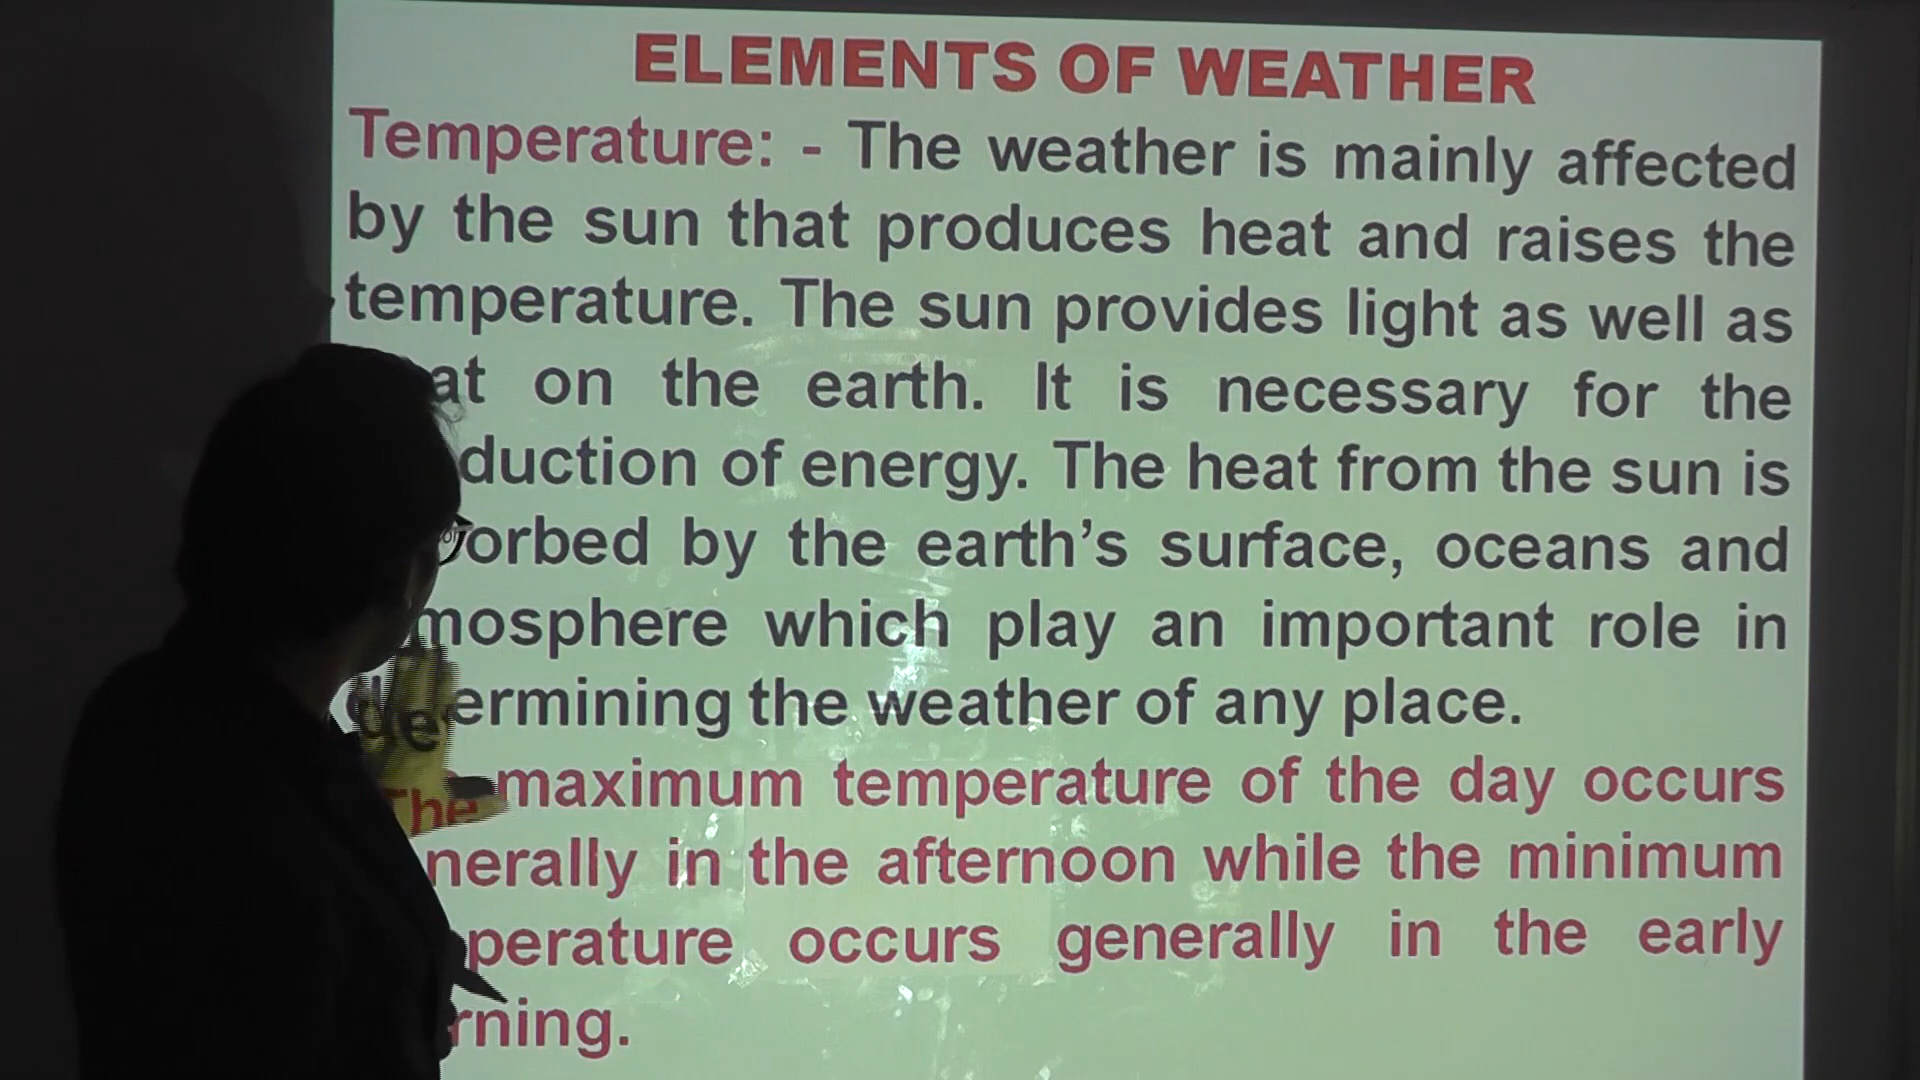 ELEMENTS OF WEATHER
Temperature: - The weather is mainly affected
by the sun that produces heat and raises the
temperature. The sun provides light as well as
at on the earth. It is necessary for the
duction of energy. The heat from the sun is
orbed by the earth's surface, oceans and
mosphere which play an important role in
determining the weather of any place.
The maximum temperature of the day occurs
nerally in the afternoon while the minimum
perature occurs generally in the early
rning.